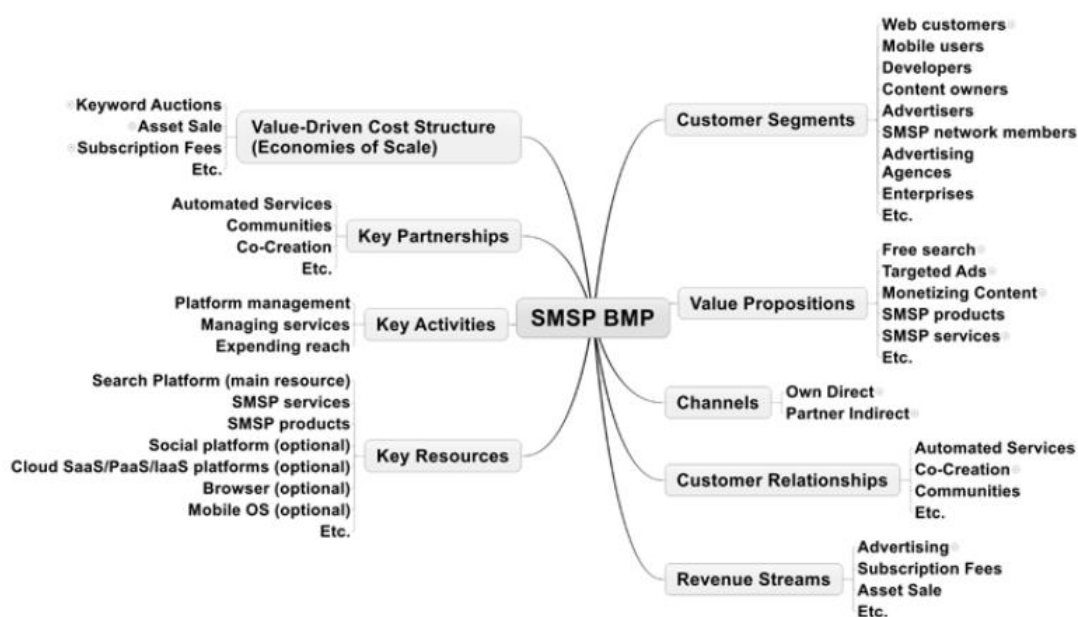 Keyword Auctions
Asset Sale
Subscription Fees
Etc.
Value-Driven Cost Structure
(Economies of Scale)
Automated Services
Communities
Co-Creation
Etc.
Key Partnerships
Platform management
Managing services
Expending reach
Key Activities
Search Platform (main resource)
SMSP services
SMSP products
Social platform (optional)
Cloud SaaS/PaaS/IaaS platforms (optional)
Browser (optional)
Mobile OS (optional)
Etc.
Key Resources
SMSP BMP
Customer Segments
Web customers
Mobile users
Developers
Content owners
Advertisers
SMSP network members
Advertising
Agences
Enterprises
Etc.
Value Propositions
Free search
Targeted Ads
Monetizing Content
SMSP products
SMSP services
Etc.
Channels
Own Direct
Partner Indirect
Customer Relationships
Automated Services
Co-Creation
Communities
Etc.
Revenue Streams
Advertising
Subscription Fees
Asset Sale
Etc.